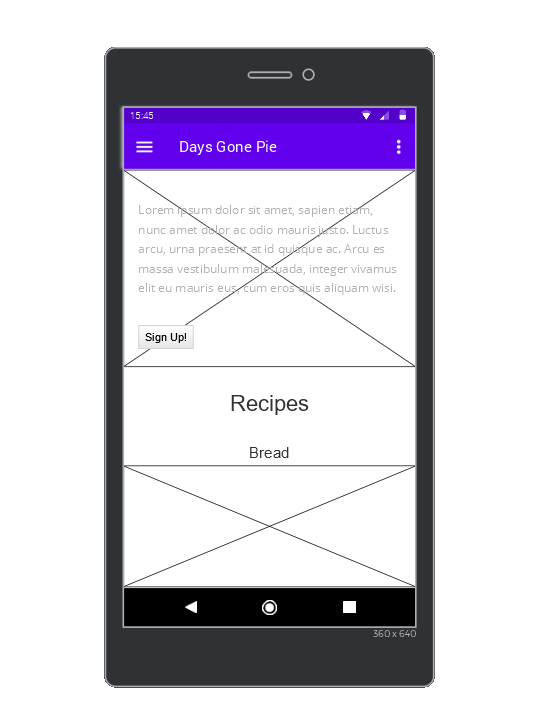 15:45
Days Gone Pie
Lorem ipsum dolor sit amet, sapien etiam,
nunc amet dolor ac odio mauris justo. Luctus
arcu, urna praesent at id quisque ac. Arcu es
massa vestibulum malesuada, integer vivamus
elit eu mauris eus, cum eros quis aliquam wisi.
Sign Up!
Recipes
Bread
360 x 640